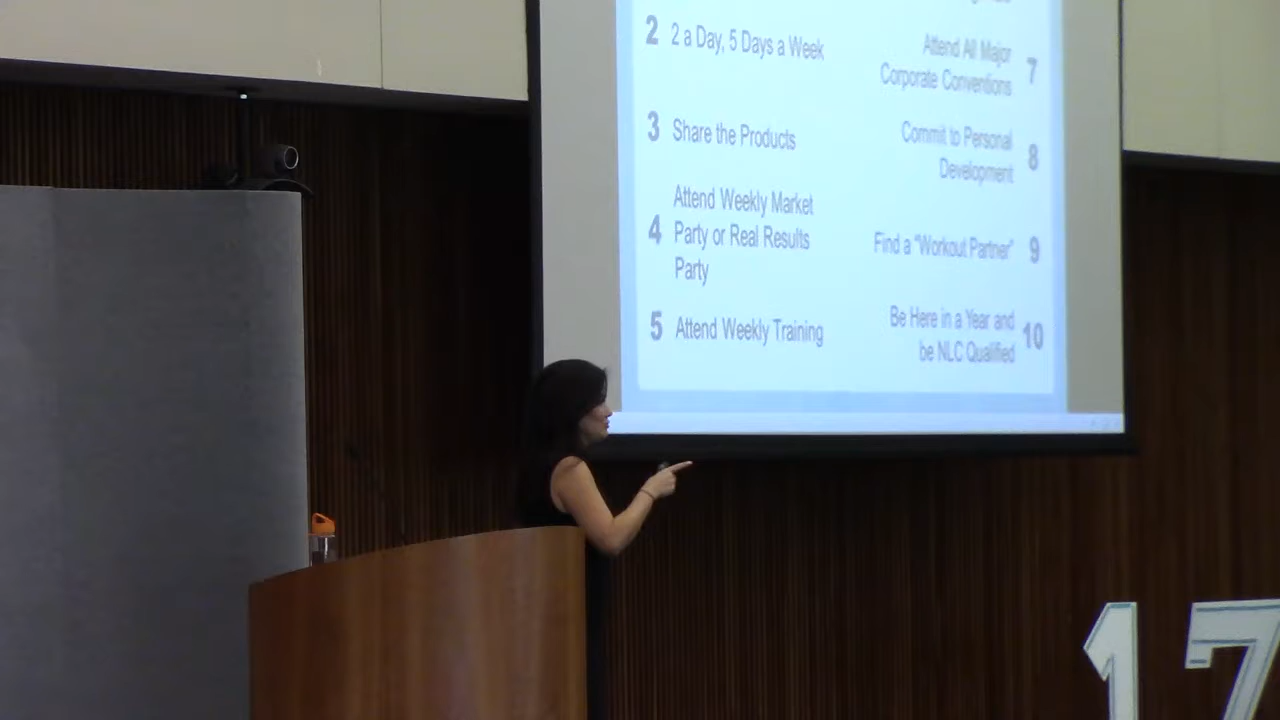 2 2 a Day, 5 Days a Week
3 Share the Products
Attend Weekly Market
4 Party or Real Results
Party
5 Attend Weekly Training
Attend All Major
Corporate Conventions 7
Commit to Personal
Development 8
Find a "Workout Partner" 9
Be Here in a Year and
be NLC Qualified 10
17